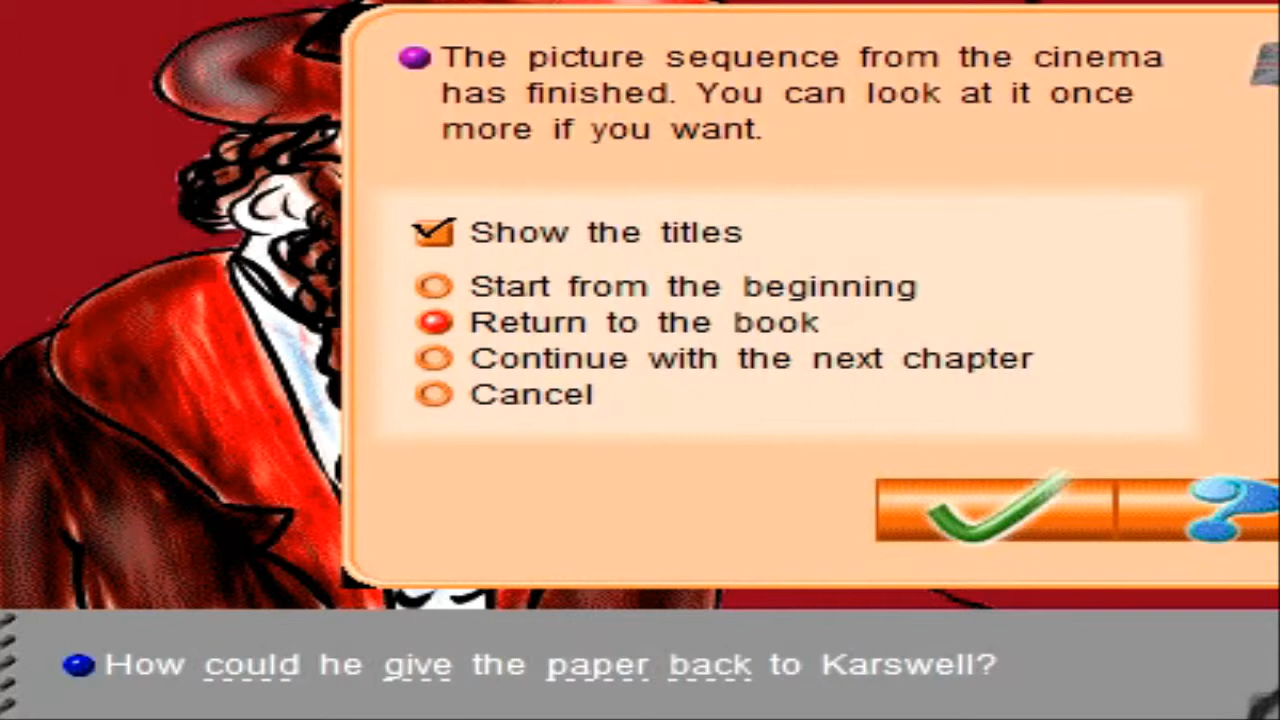 The picture sequence from the cinema
has finished. You can look at it once
more if you want.
Show the titles
Start from the beginning
Return to the book
Continue with the next chapter
Cancel
How could he give the paper back to Karswell?